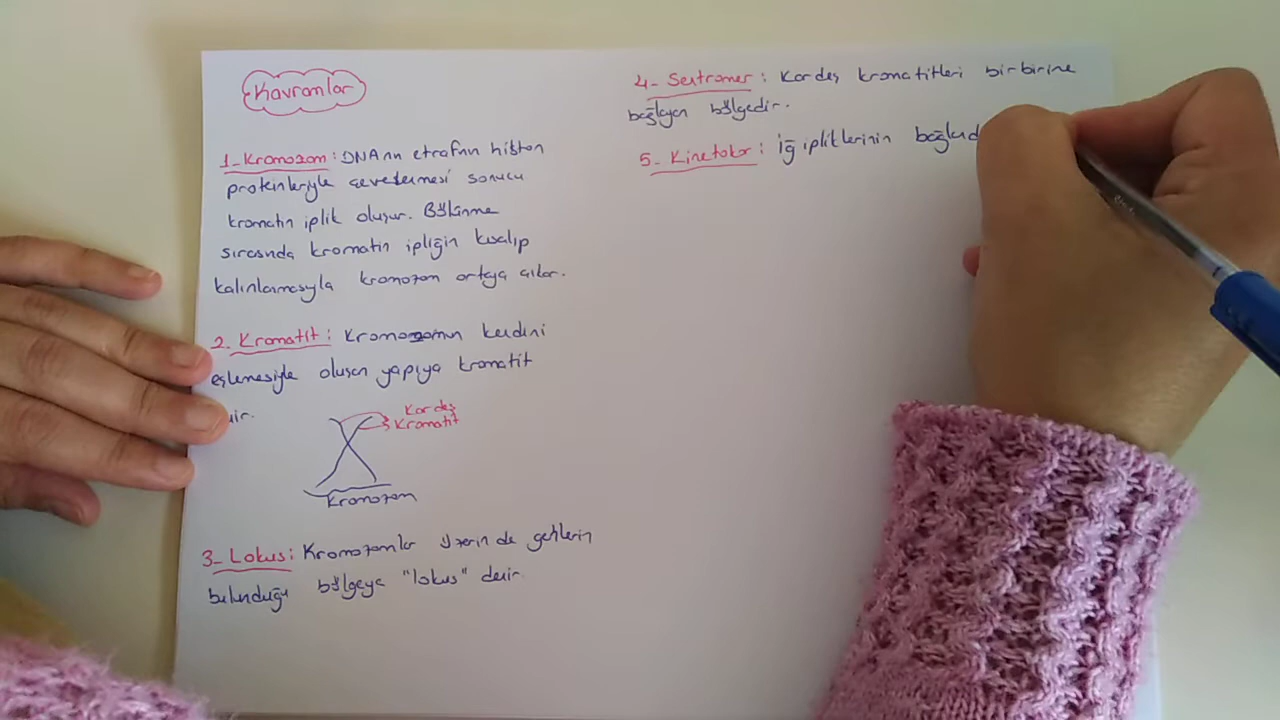 Kavramlar
1- Kromozom: DNA nın etrafının histon
proteinleriyle çevrelenmesi sonucu
kromatin iplik oluşur. Bölünme
sırasında kromatin ipliğin kısalıp
kalınlaşmasıyla kromozom ortaya çıkar.
2. Kromatit: Kromozomun kendini
eşlemesiyle oluşan yapıya kromatit
Kardeş
Kromatit
Kromozom
3- Lokus: Kromozomlar üzerinde genlerin
bulunduğu bölgeye "lokus" denir.
4- Sentromer: Kardeş kromatitleri birbirine
bağlayan bölgedir.
5- Kinetokor: İğ ipliklerinin